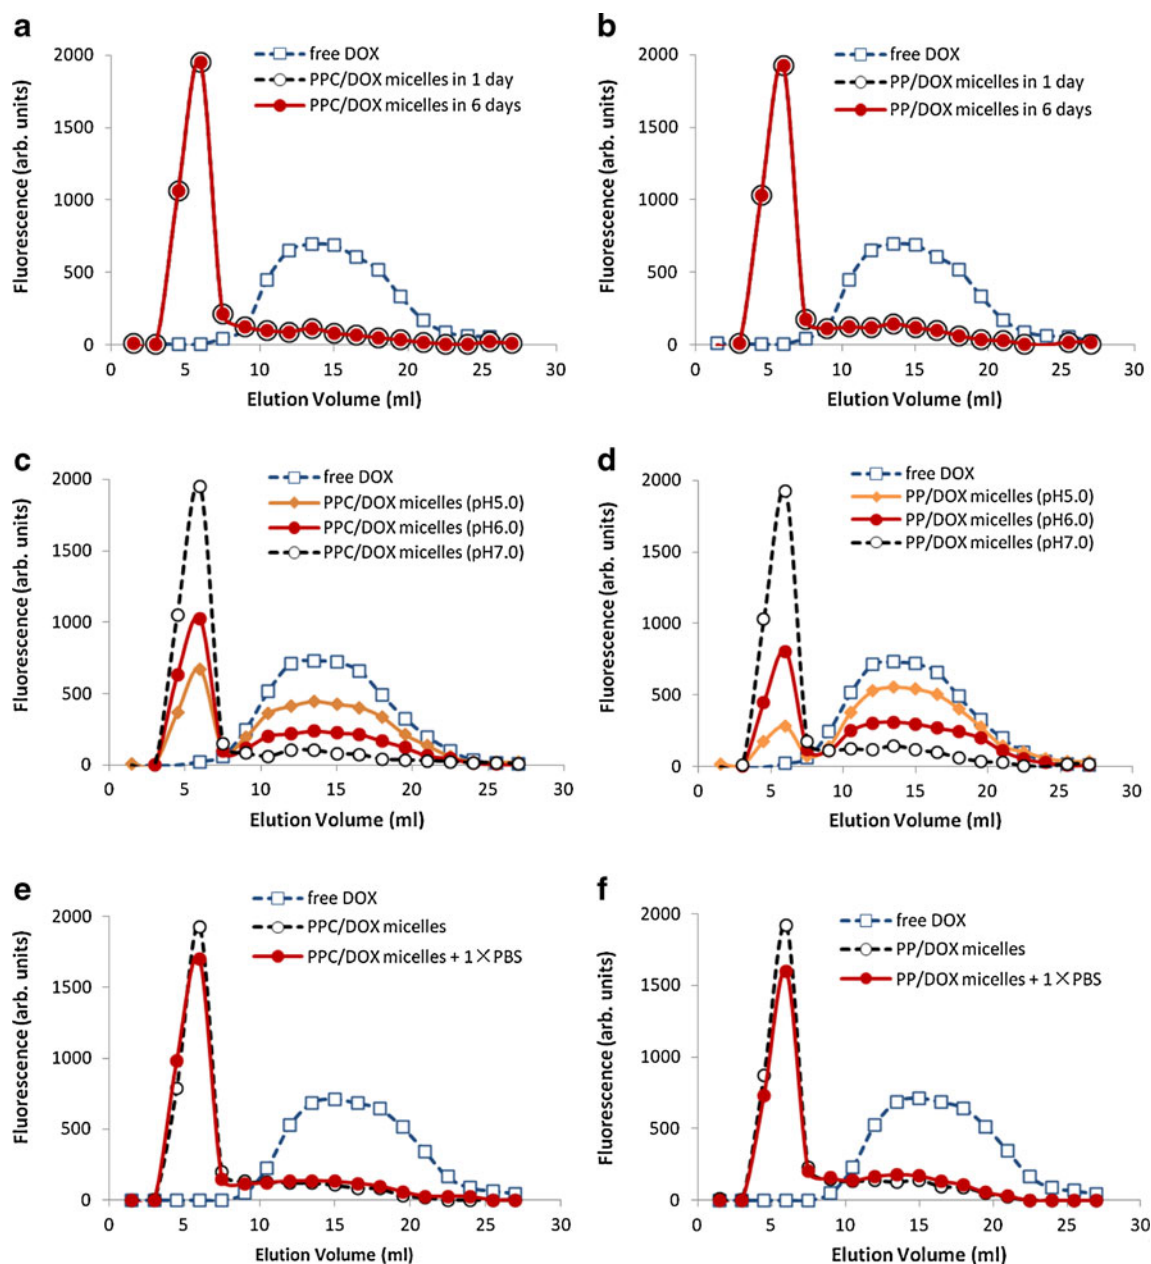 a
2000
1500
1000
500
0
Fluorescence (arb. units)
free DOX
PPC/DOX micelles in 1 day
PPC/DOX micelles in 6 days
0 5 10 15 20 25 30
Elution Volume (ml)
b
2000
1500
1000
500
0
Fluorescence (arb. units)
free DOX
PP/DOX micelles in 1 day
PP/DOX micelles in 6 days
0 5 10 15 20 25 30
Elution Volume (ml)
c
2000
1500
1000
500
0
Fluorescence (arb. units)
free DOX
PPC/DOX micelles (pH5.0)
PPC/DOX micelles (pH6.0)
PPC/DOX micelles (pH7.0)
0 5 10 15 20 25 30
Elution Volume (ml)
d
2000
1500
1000
500
0
Fluorescence (arb. units)
free DOX
PP/DOX micelles (pH5.0)
PP/DOX micelles (pH6.0)
PP/DOX micelles (pH7.0)
0 5 10 15 20 25 30
Elution Volume (ml)
e
2000
1500
1000
500
0
Fluorescence (arb. units)
free DOX
PPC/DOX micelles
PPC/DOX micelles + 1×PBS
0 5 10 15 20 25 30
Elution Volume (ml)
f
2000
1500
1000
500
0
Fluorescence (arb. units)
free DOX
PP/DOX micelles
PP/DOX micelles + 1×PBS
0 5 10 15 20 25 30
Elution Volume (ml)